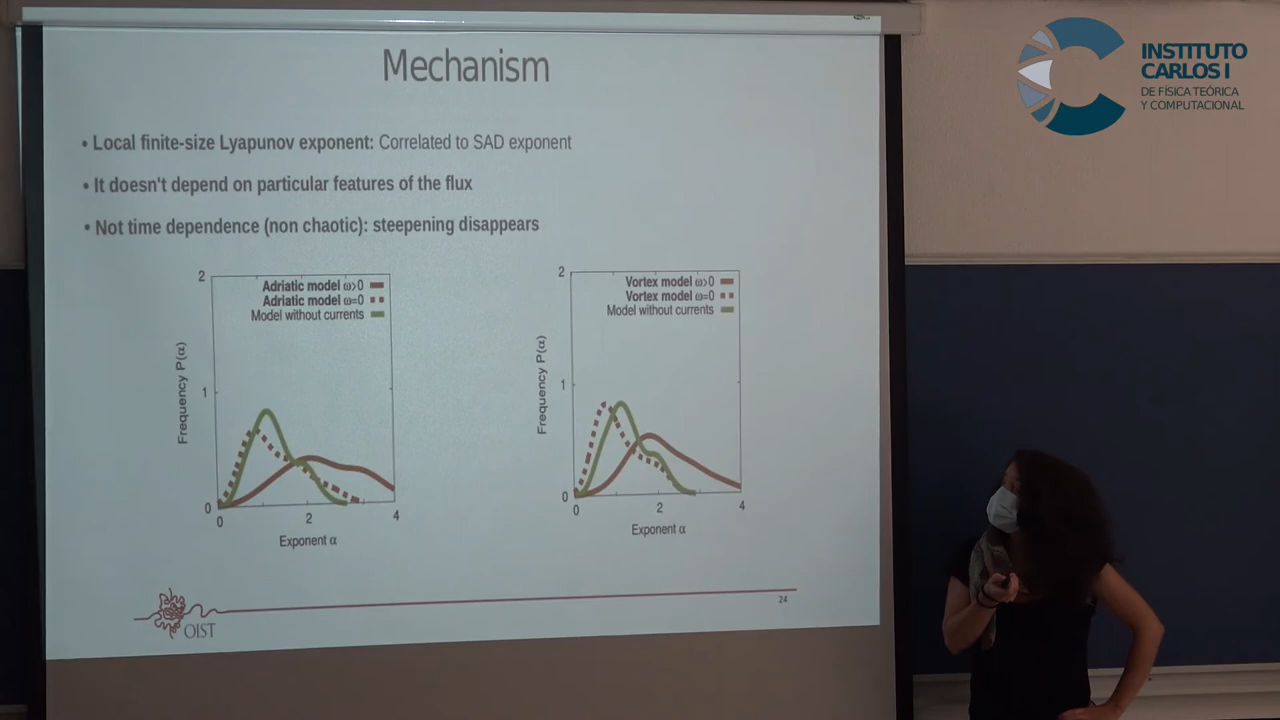 Mechanism
• Local finite-size Lyapunov exponent: Correlated to SAD exponent
• It doesn't depend on particular features of the flux
• Not time dependence (non chaotic): steepening disappears
2
Adriatic model ω>0
Adriatic model ω=0
Model without currents
1
Frequency P(α)
0
0
2
4
Exponent α
2
Vortex model ω>0
Vortex model ω=0
Model without currents
1
Frequency P(α)
0
0
2
4
Exponent α
OIST
24
INSTITUTO
CARLOS I
DE FÍSICA TEÓRICA
Y COMPUTACIONAL